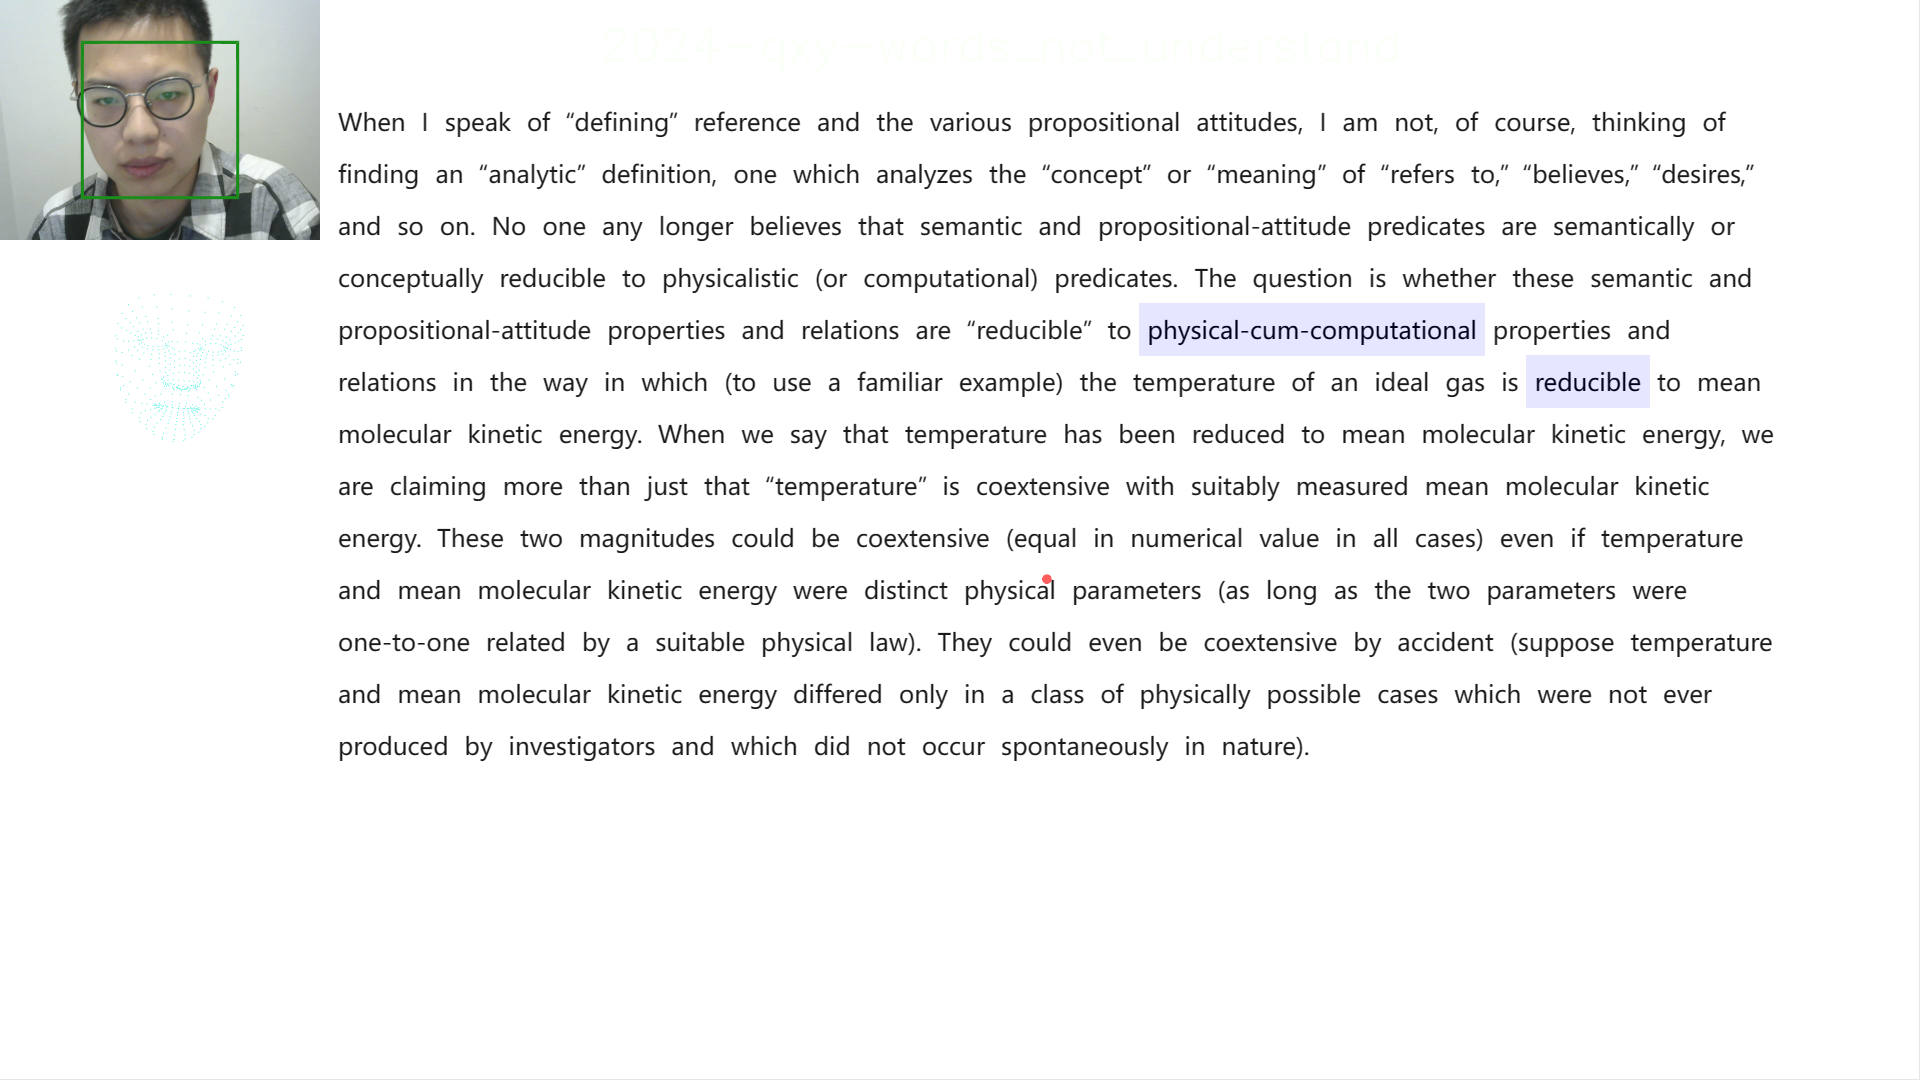 2024-qxy-words_not_understand
When I speak of “defining” reference and the various propositional attitudes, I am not, of course, thinking of
finding an “analytic” definition, one which analyzes the “concept” or “meaning” of “refers to,” “believes,” “desires,”
and so on. No one any longer believes that semantic and propositional-attitude predicates are semantically or
conceptually reducible to physicalistic (or computational) predicates. The question is whether these semantic and
propositional-attitude properties and relations are “reducible” to physical-cum-computational properties and
relations in the way in which (to use a familiar example) the temperature of an ideal gas is reducible to mean
molecular kinetic energy. When we say that temperature has been reduced to mean molecular kinetic energy, we
are claiming more than just that “temperature” is coextensive with suitably measured mean molecular kinetic
energy. These two magnitudes could be coextensive (equal in numerical value in all cases) even if temperature
and mean molecular kinetic energy were distinct physical parameters (as long as the two parameters were
one-to-one related by a suitable physical law). They could even be coextensive by accident (suppose temperature
and mean molecular kinetic energy differed only in a class of physically possible cases which were not ever
produced by investigators and which did not occur spontaneously in nature).